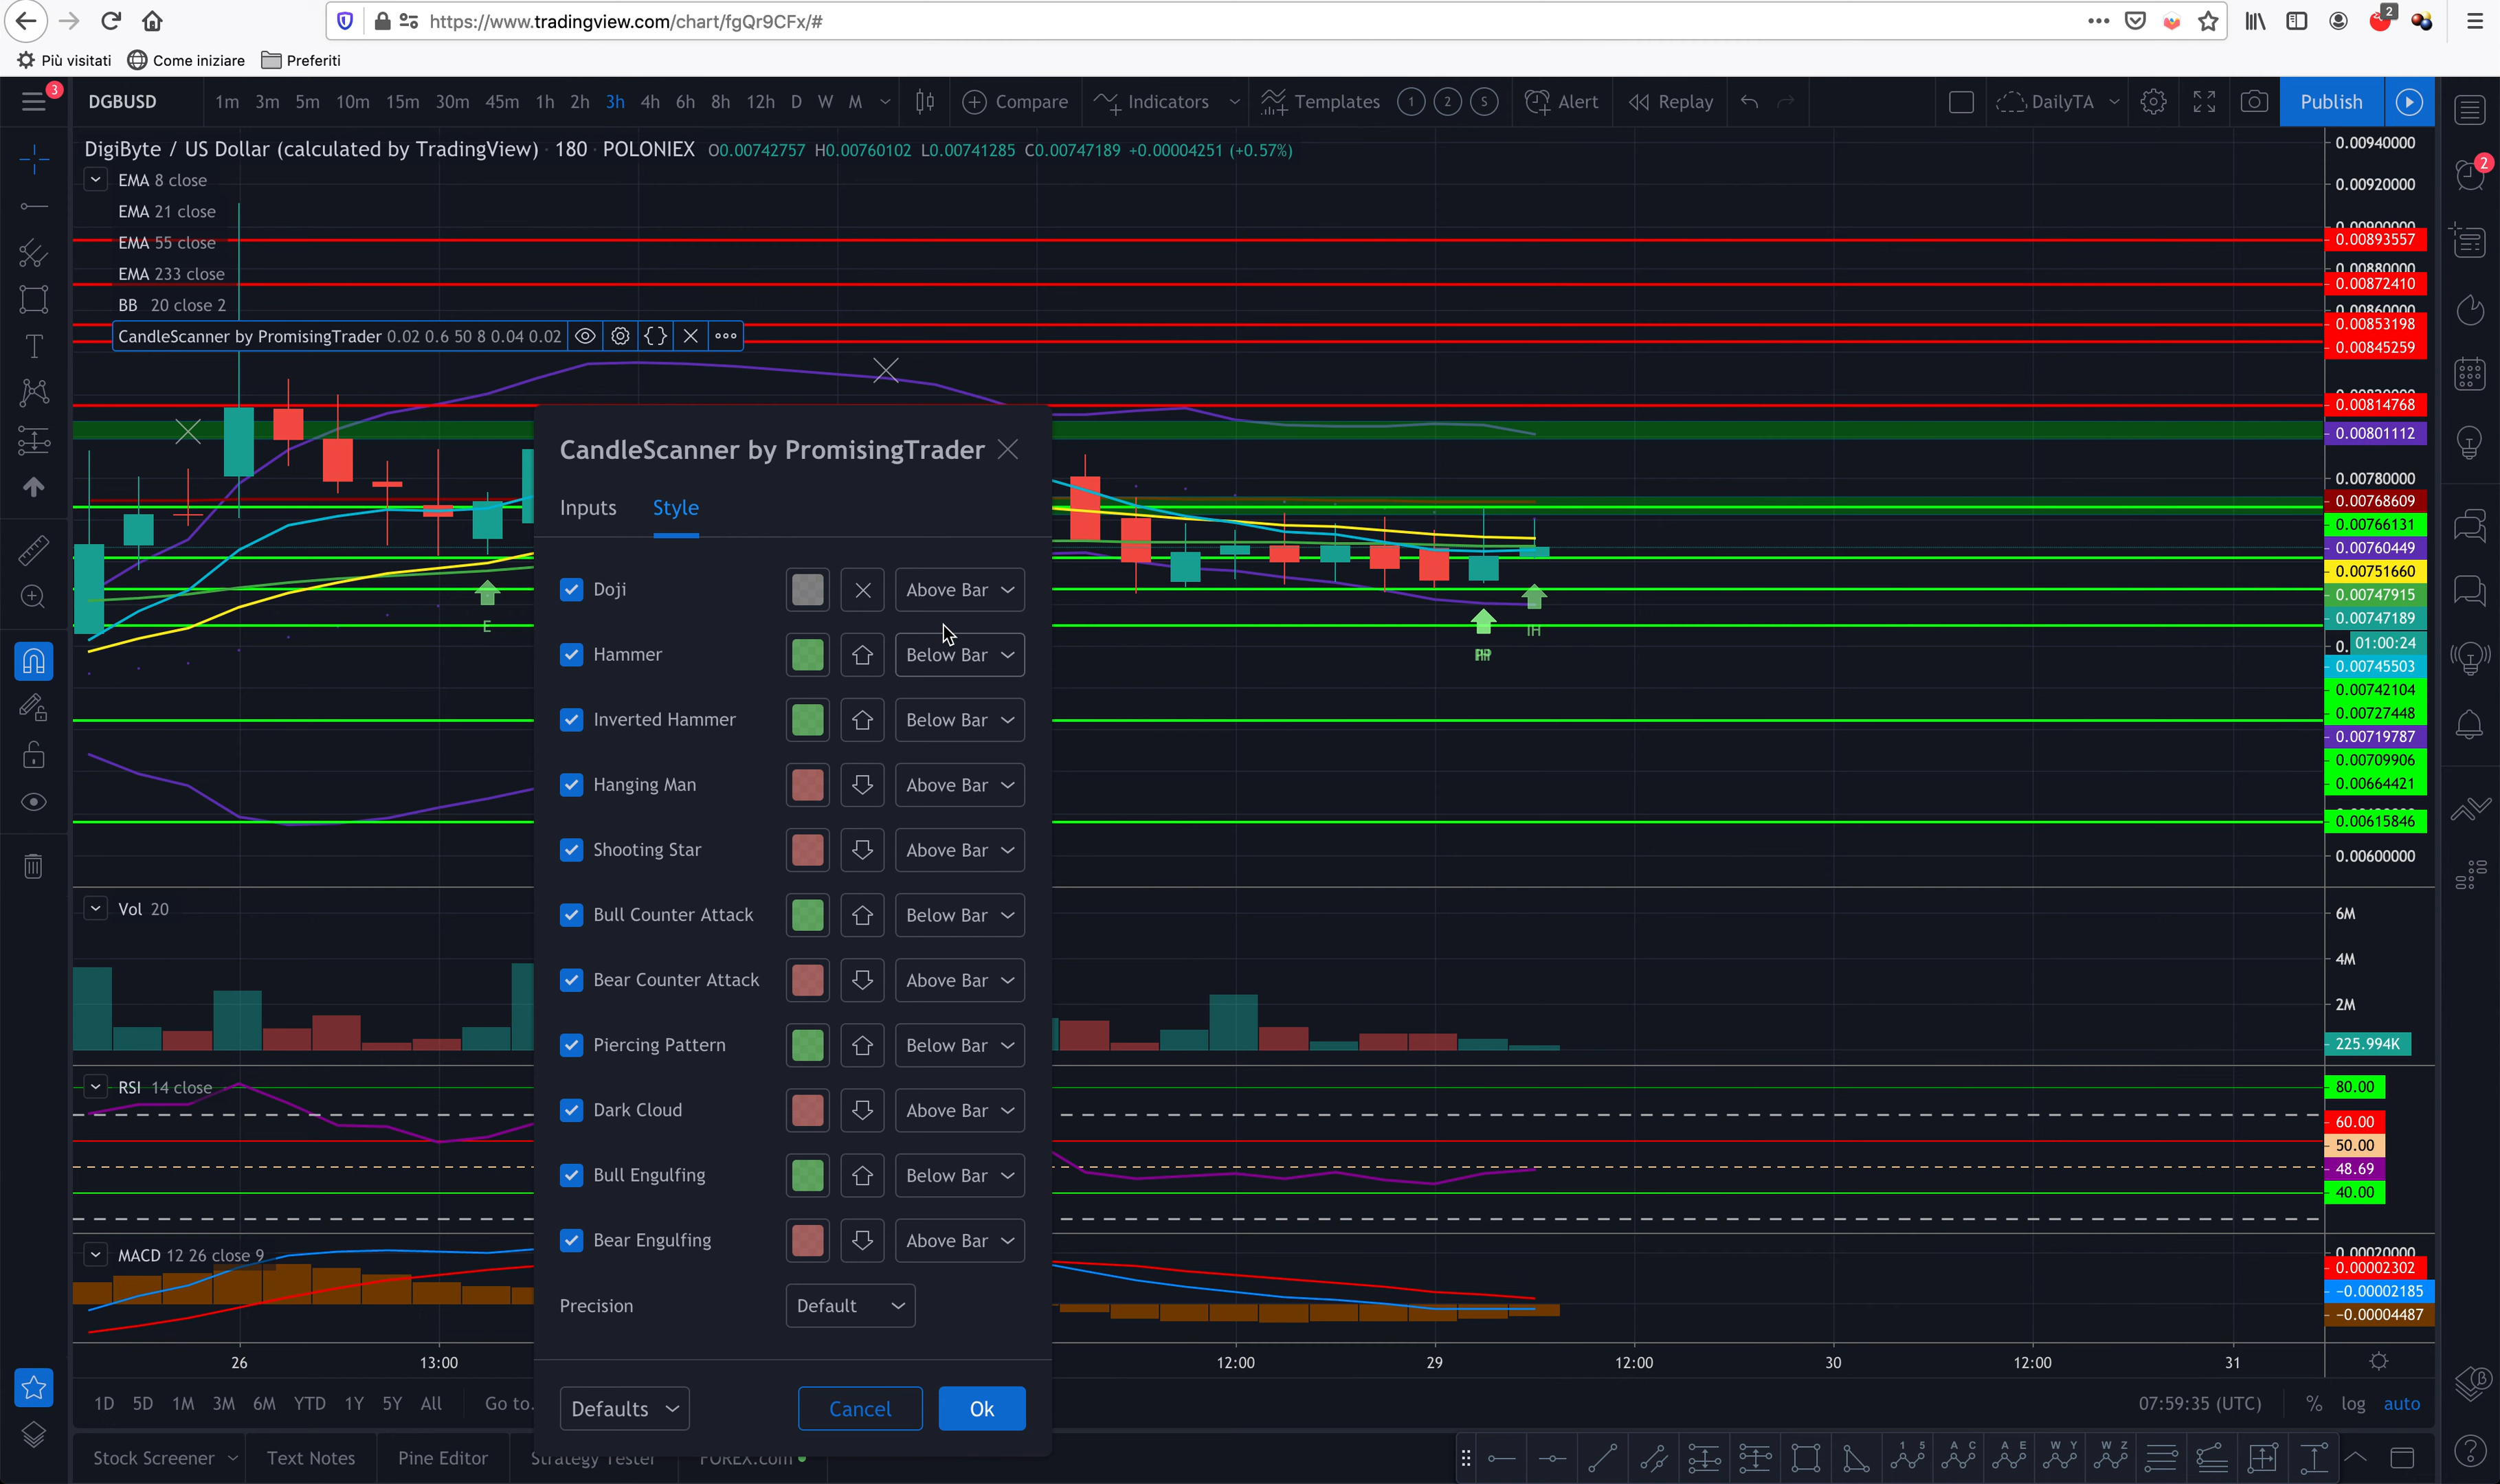 https://www.tradingview.com/chart/fgQr9CFx/#
2
Più visitati
Come iniziare
Preferiti
3
DGBUSD
1m 3m 5m 10m 15m 30m 45m 1h 2h 3h 4h 6h 8h 12h D W M
Compare
Indicators
Templates
1 2 S
Alert
Replay
DailyTA
Publish
DigiByte / US Dollar (calculated by TradingView) · 180 · POLONIEX O0.00742757 H0.00760102 L0.00741285 C0.00747189 +0.00004251 (+0.57%)
EMA 8 close
EMA 21 close
EMA 55 close
EMA 233 close
BB 20 close 2
CandleScanner by PromisingTrader 0.02 0.6 50 8 0.04 0.02
0.00940000
2
0.00920000
0.00893557
0.00880000
0.00872410
0.00860000
0.00853198
0.00845259
0.00814768
0.00801112
0.00780000
0.00768609
0.00766131
0.00760449
0.00751660
0.00747915
0.00747189
0. 01:00:24
0.00745503
0.00742104
0.00727448
0.00719787
0.00709906
0.00664421
0.00615846
0.00600000
E
IH
CandleScanner by PromisingTrader
Inputs
Style
Doji Above Bar
Hammer Below Bar
Inverted Hammer Below Bar
Hanging Man Above Bar
Shooting Star Above Bar
Bull Counter Attack Below Bar
Bear Counter Attack Above Bar
Piercing Pattern Below Bar
Dark Cloud Above Bar
Bull Engulfing Below Bar
Bear Engulfing Above Bar
Precision Default
Defaults
Cancel
Ok
Vol 20
6M
4M
2M
225.994K
RSI 14 close
80.00
60.00
50.00
48.69
40.00
MACD 12 26 close 9
0.00020000
0.00002302
−0.00002185
−0.00004487
26 13:00 12:00 29 12:00 30 12:00 31
1D 5D 1M 3M 6M YTD 1Y 5Y All Go to.
07:59:35 (UTC) % log auto
Stock Screener
Text Notes
Pine Editor
Strategy Tester
FOREX.com
1 5
A C
A E
W Y
W Z
β